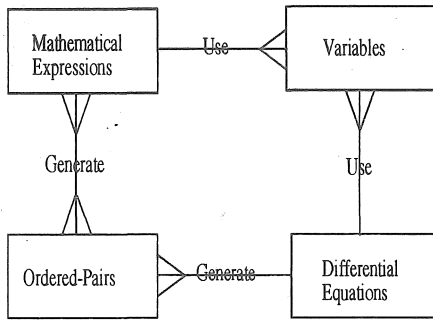 Mathematical
Expressions
Use
Variables
Generate
Use
Ordered-Pairs
Generate
Differential
Equations